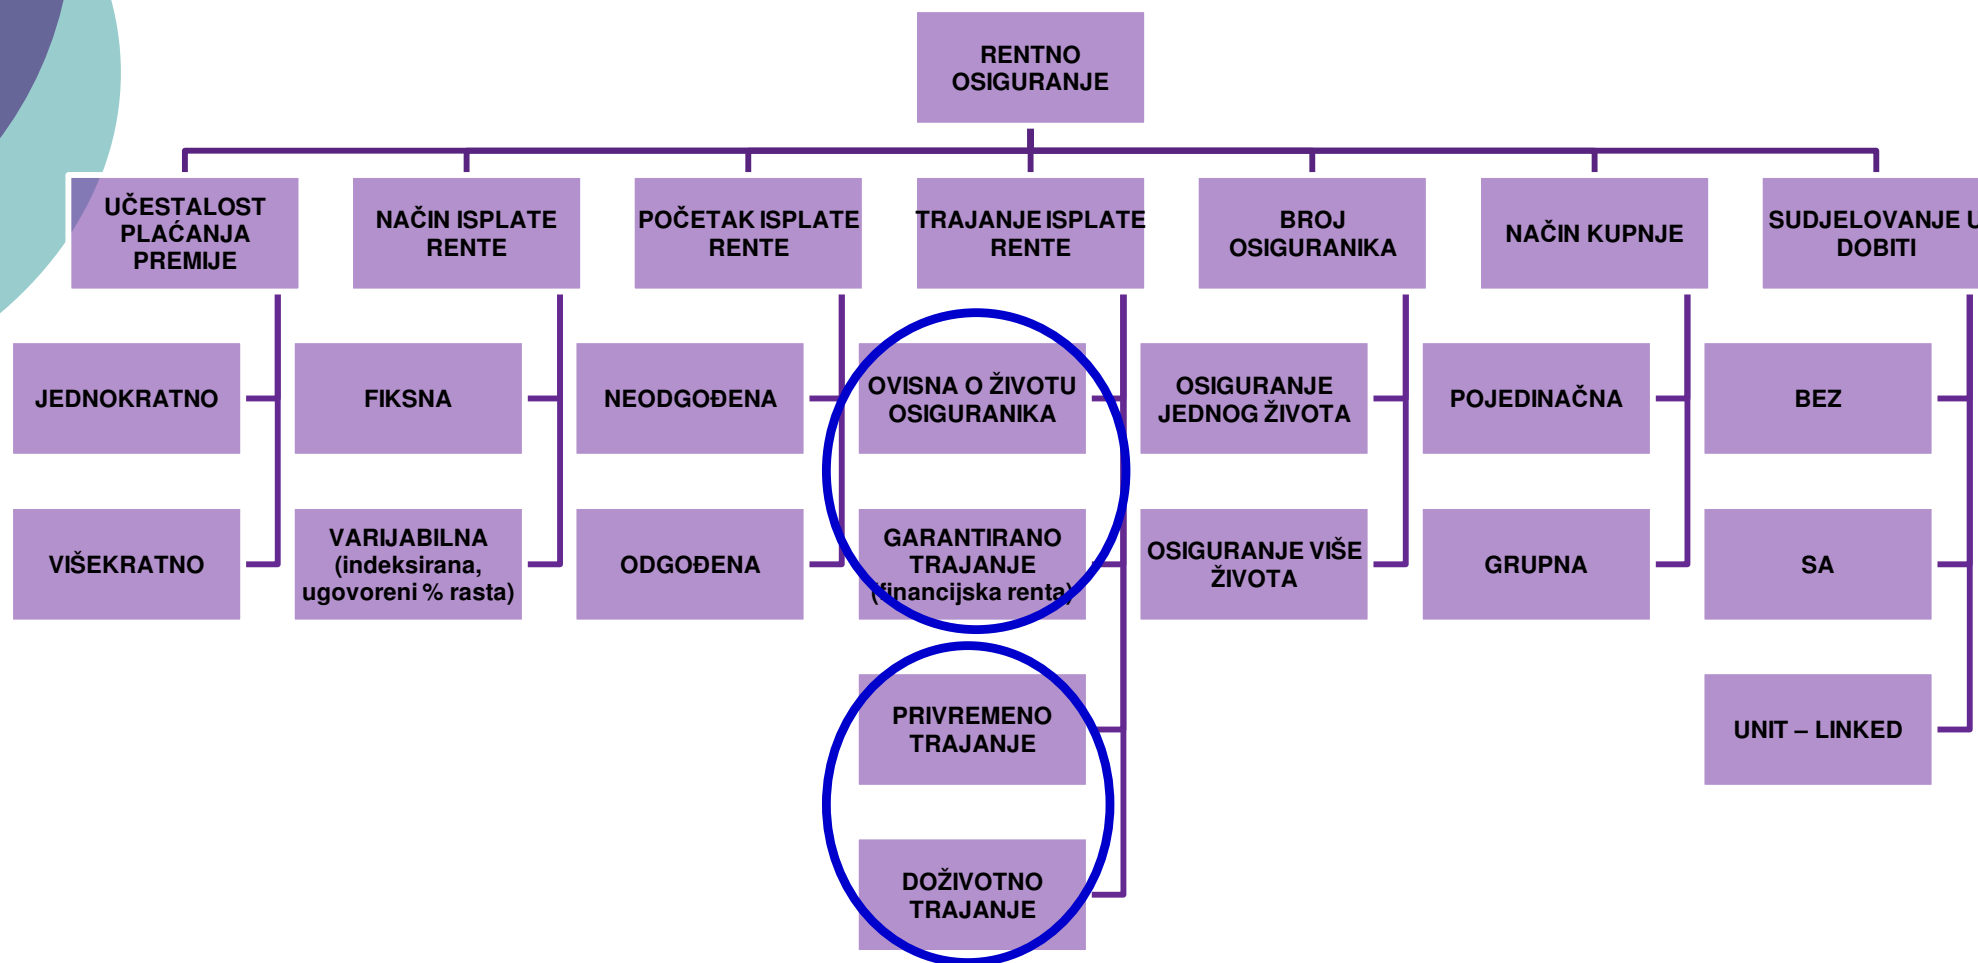 RENTNO
OSIGURANJE
UČESTALOST
PLAĆANJA
PREMIJE
NAČIN ISPLATE
RENTE
POČETAK ISPLATE
RENTE
TRAJANJE ISPLATE
RENTE
BROJ
OSIGURANIKA
NAČIN KUPNJE
SUDJELOVANJE U
DOBITI
JEDNOKRATNO
FIKSNA
NEODGOĐENA
OVISNA O ŽIVOTU
OSIGURANIKA
OSIGURANJE
JEDNOG ŽIVOTA
POJEDINAČNA
BEZ
VIŠEKRATNO
VARIJABILNA
(indeksirana,
ugovoreni % rasta)
ODGOĐENA
GARANTIRANO
TRAJANJE
(financijska renta)
OSIGURANJE VIŠE
ŽIVOTA
GRUPNA
SA
PRIVREMENO
TRAJANJE
UNIT – LINKED
DOŽIVOTNO
TRAJANJE